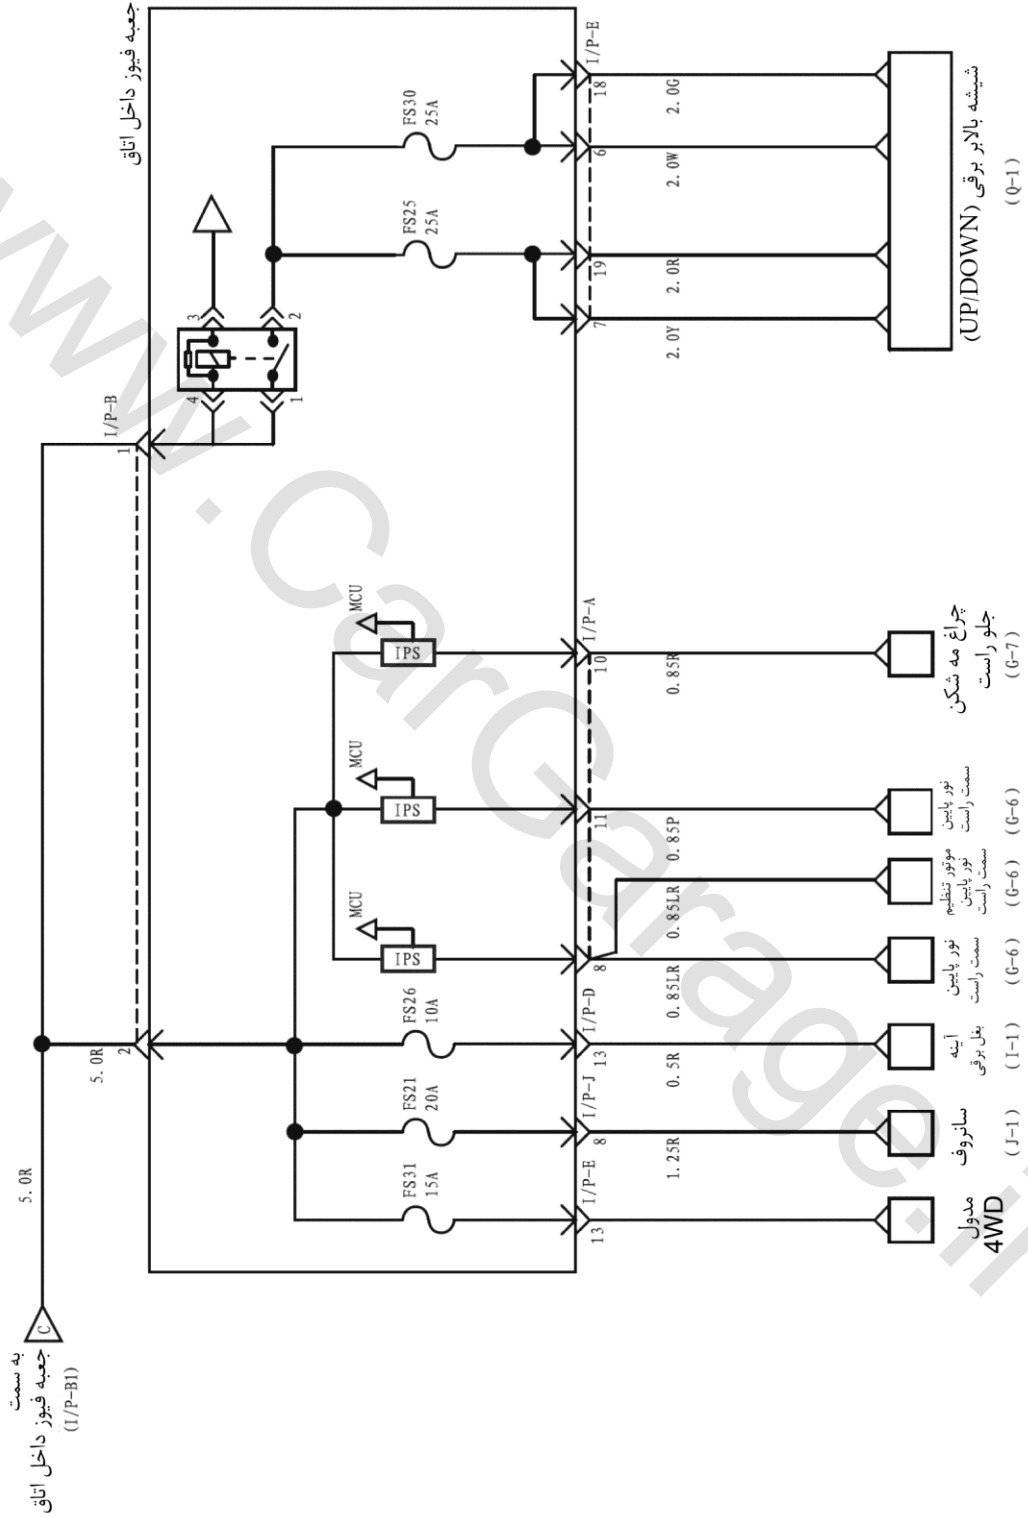 به سمت
جعبه فیوز داخل اتاق
(I/P-B1)
C
5.0R
5.0R
2
1
I/P-B
جعبه فیوز داخل اتاق
4
3
1
2
FS30
25A
FS25
25A
I/P-E
18
6
19
7
2.0G
2.0W
2.0R
2.0Y
شیشه بالابر برقی
(UP/DOWN)
(Q-1)
MCU
IPS
I/P-A
10
0.85R
چراغ مه شکن
جلو راست
(G-7)
MCU
IPS
11
0.85P
نور پایین
سمت راست
(G-6)
0.85LR
موتور تنظیم
نور پایین
سمت راست
(G-6)
MCU
IPS
8
0.85LR
نور پایین
سمت راست
(G-6)
FS26
10A
I/P-D
13
0.5R
آینه
بغل برقی
(I-1)
FS21
20A
I/P-J
8
1.25R
سانروف
(J-1)
FS31
15A
I/P-E
13
مدول
4WD
www.CarGarage.ir